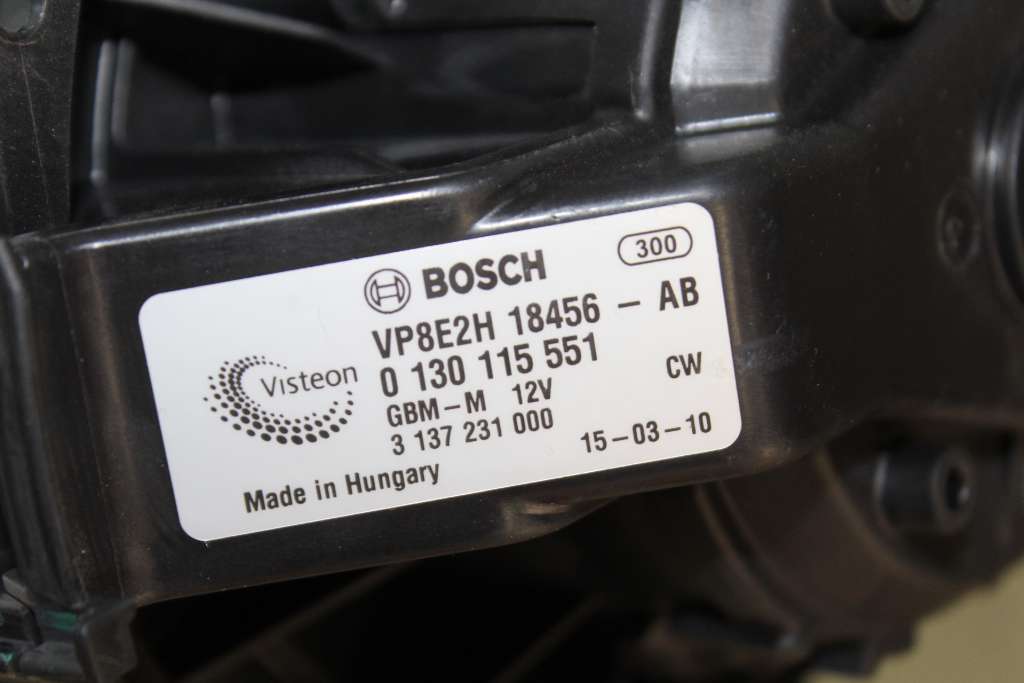 BOSCH 300
VP8E2H 18456 - AB
Visteon
0 130 115 551
CW
GBM-M 12V
3 137 231 000
15-03-10
Made in Hungary